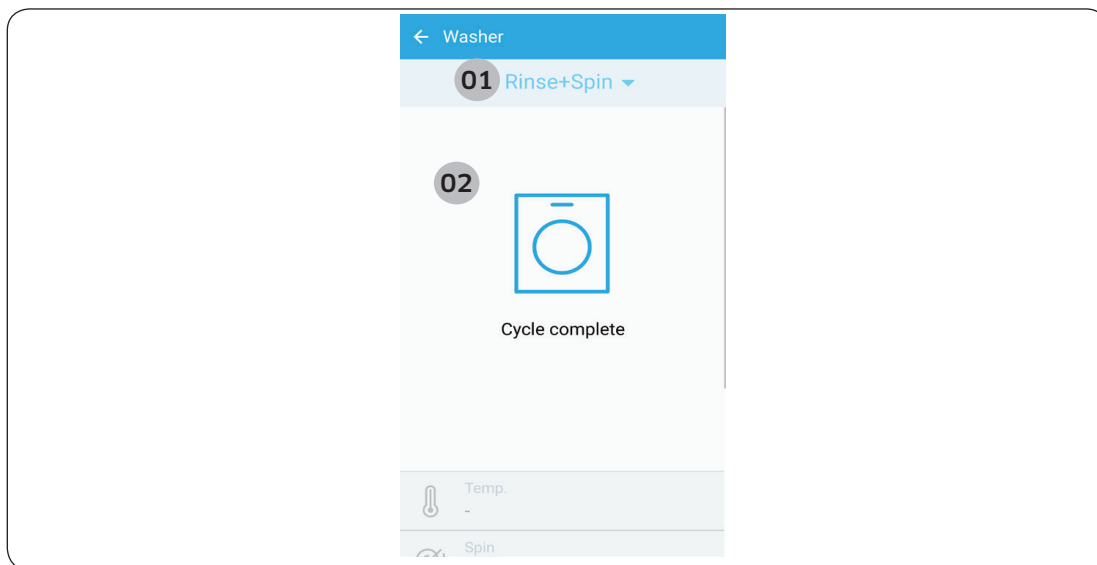 ← Washer
01 Rinse+Spin
02
Cycle complete
Temp.
-
Spin